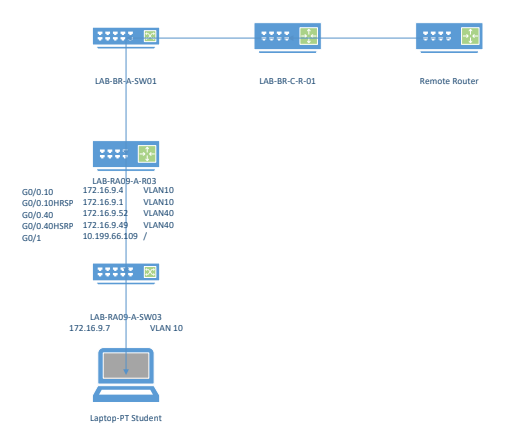 LAB-BR-A-SW01
LAB-BR-C-R-01
Remote Router
LAB-RA09-A-R03
G0/0.10 172.16.9.4 VLAN10
G0/0.10HRSP 172.16.9.1 VLAN10
G0/0.40 172.16.9.52 VLAN40
G0/0.40HSRP 172.16.9.49 VLAN40
G0/1 10.199.66.109 /
LAB-RA09-A-SW03
172.16.9.7 VLAN 10
Laptop-PT Student